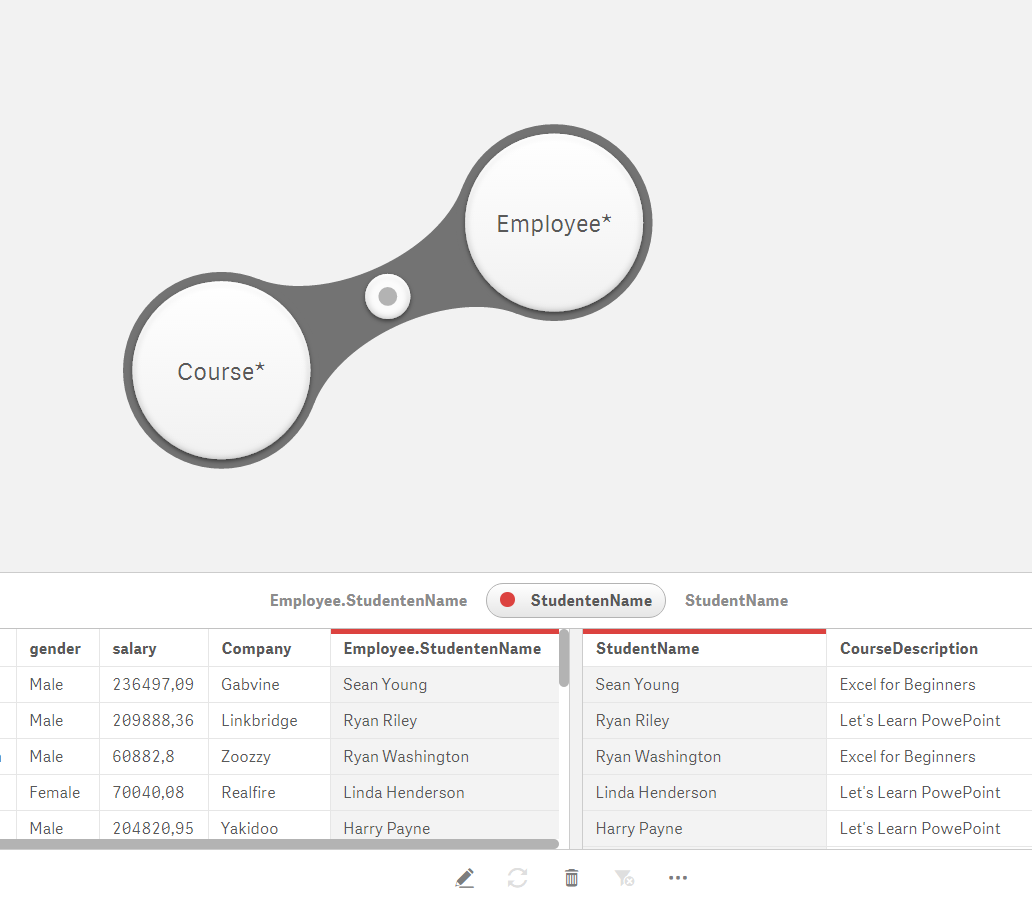 Employee*
Course*
Employee.StudentenName StudentenName StudentName
gender salary Company Employee.StudentenName StudentName CourseDescription
Male 236497,09 Gabvine Sean Young Sean Young Excel for Beginners
Male 209888,36 Linkbridge Ryan Riley Ryan Riley Let's Learn PowePoint
Male 60882,8 Zoozzy Ryan Washington Ryan Washington Excel for Beginners
Female 70040,08 Realfire Linda Henderson Linda Henderson Let's Learn PowePoint
Male 204820,95 Yakidoo Harry Payne Harry Payne Let's Learn PowePoint